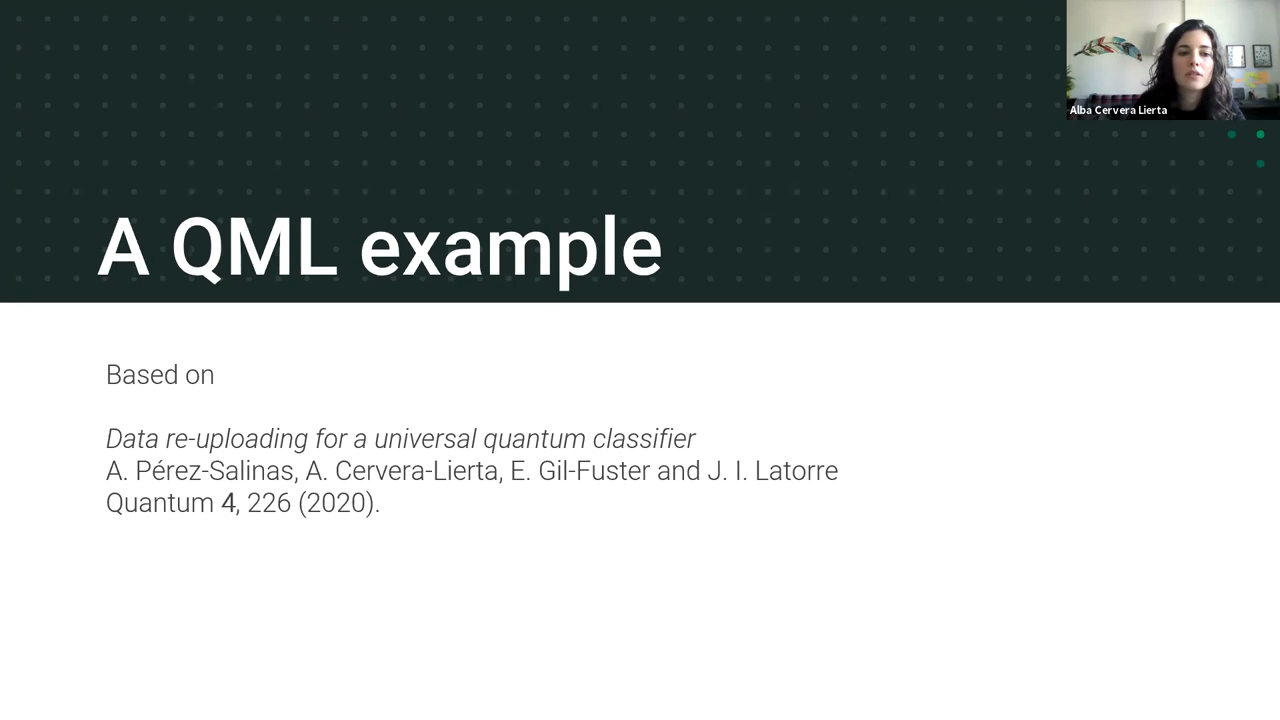 Alba Cervera Lierta
A QML example
Based on
Data re-uploading for a universal quantum classifier
A. Pérez-Salinas, A. Cervera-Lierta, E. Gil-Fuster and J. I. Latorre
Quantum 4, 226 (2020).